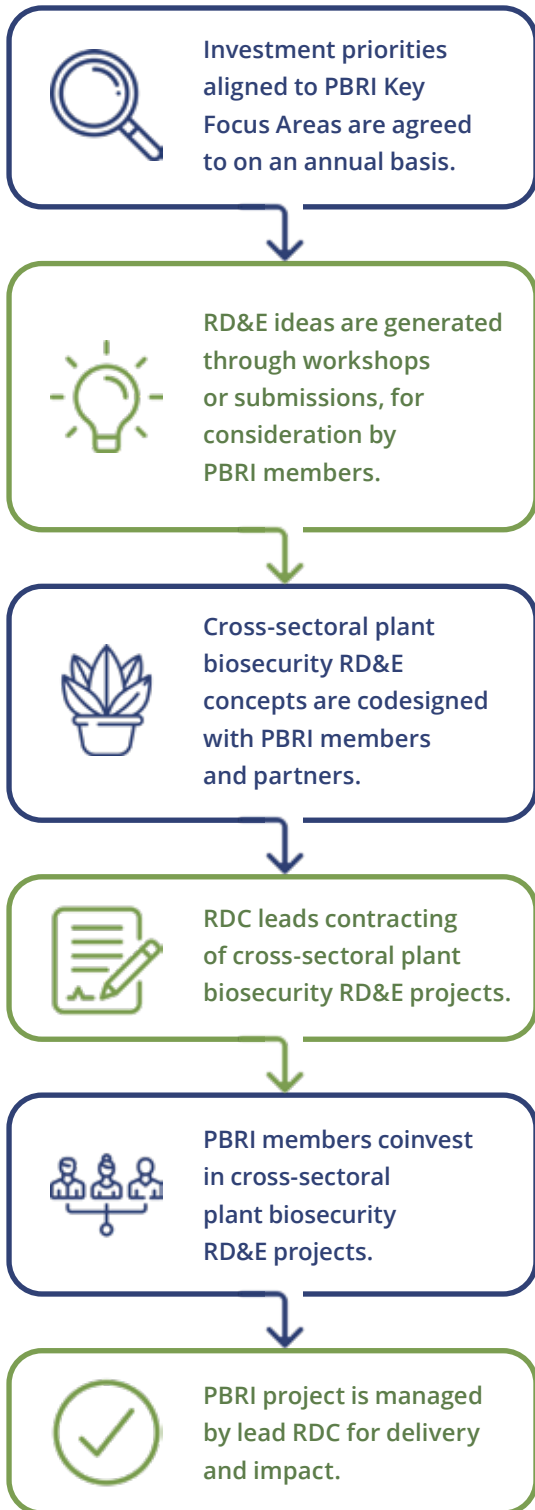 Investment priorities
aligned to PBRI Key
Focus Areas are agreed
to on an annual basis.
RD&E ideas are generated
through workshops
or submissions, for
consideration by
PBRI members.
Cross-sectoral plant
biosecurity RD&E
concepts are codesigned
with PBRI members
and partners.
RDC leads contracting
of cross-sectoral plant
biosecurity RD&E projects.
PBRI members coinvest
in cross-sectoral
plant biosecurity
RD&E projects.
PBRI project is managed
by lead RDC for delivery
and impact.